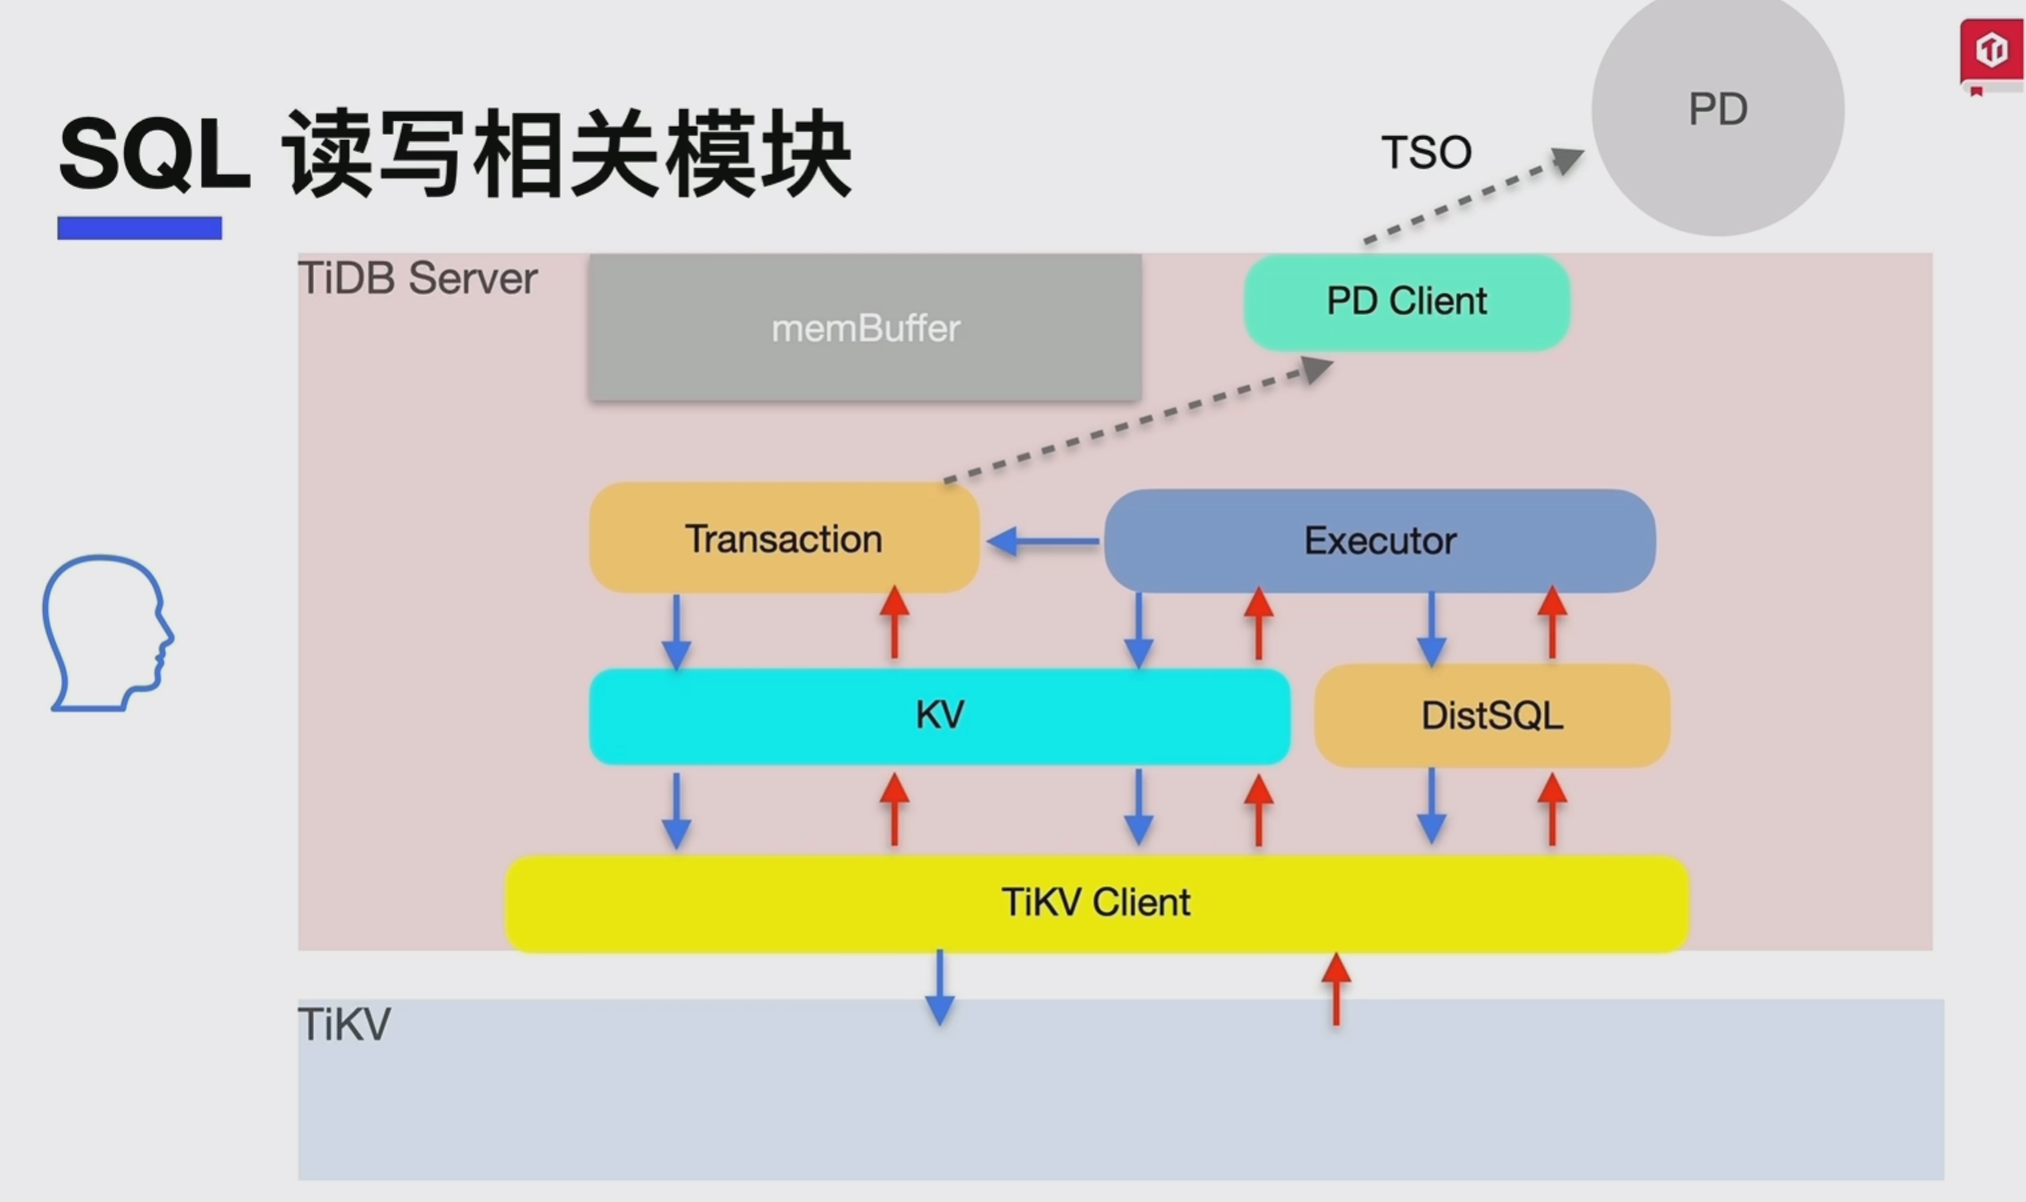 SQL 读写相关模块
TSO
PD
TiDB Server
memBuffer
PD Client
Transaction
Executor
KV
DistSQL
TiKV Client
TiKV